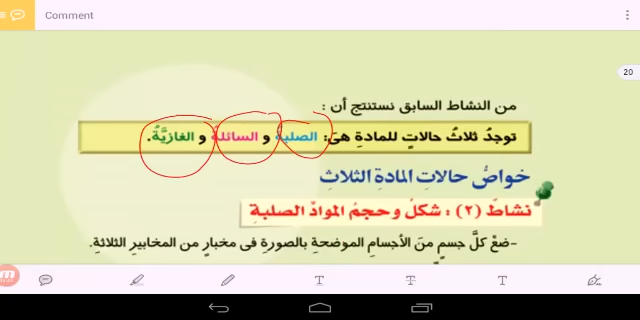 Comment
20
من النشاط السابق نستنتج أن :
توجدُ ثلاثُ حالاتٍ للمادةِ هىَ: الصلبةُ و السائلةُ و الغازيَّةُ.
خواصُّ حالاتِ المادةِ الثلاثِ
نشاطُ (٢) : شكلُ وحجمُ الموادِّ الصلبةِ
-ضعْ كلَّ جسمٍ منَ الأجسامِ الموضحةِ بالصورةِ فى مخبارٍ من المخابيرِ الثلاثةِ.
T T T